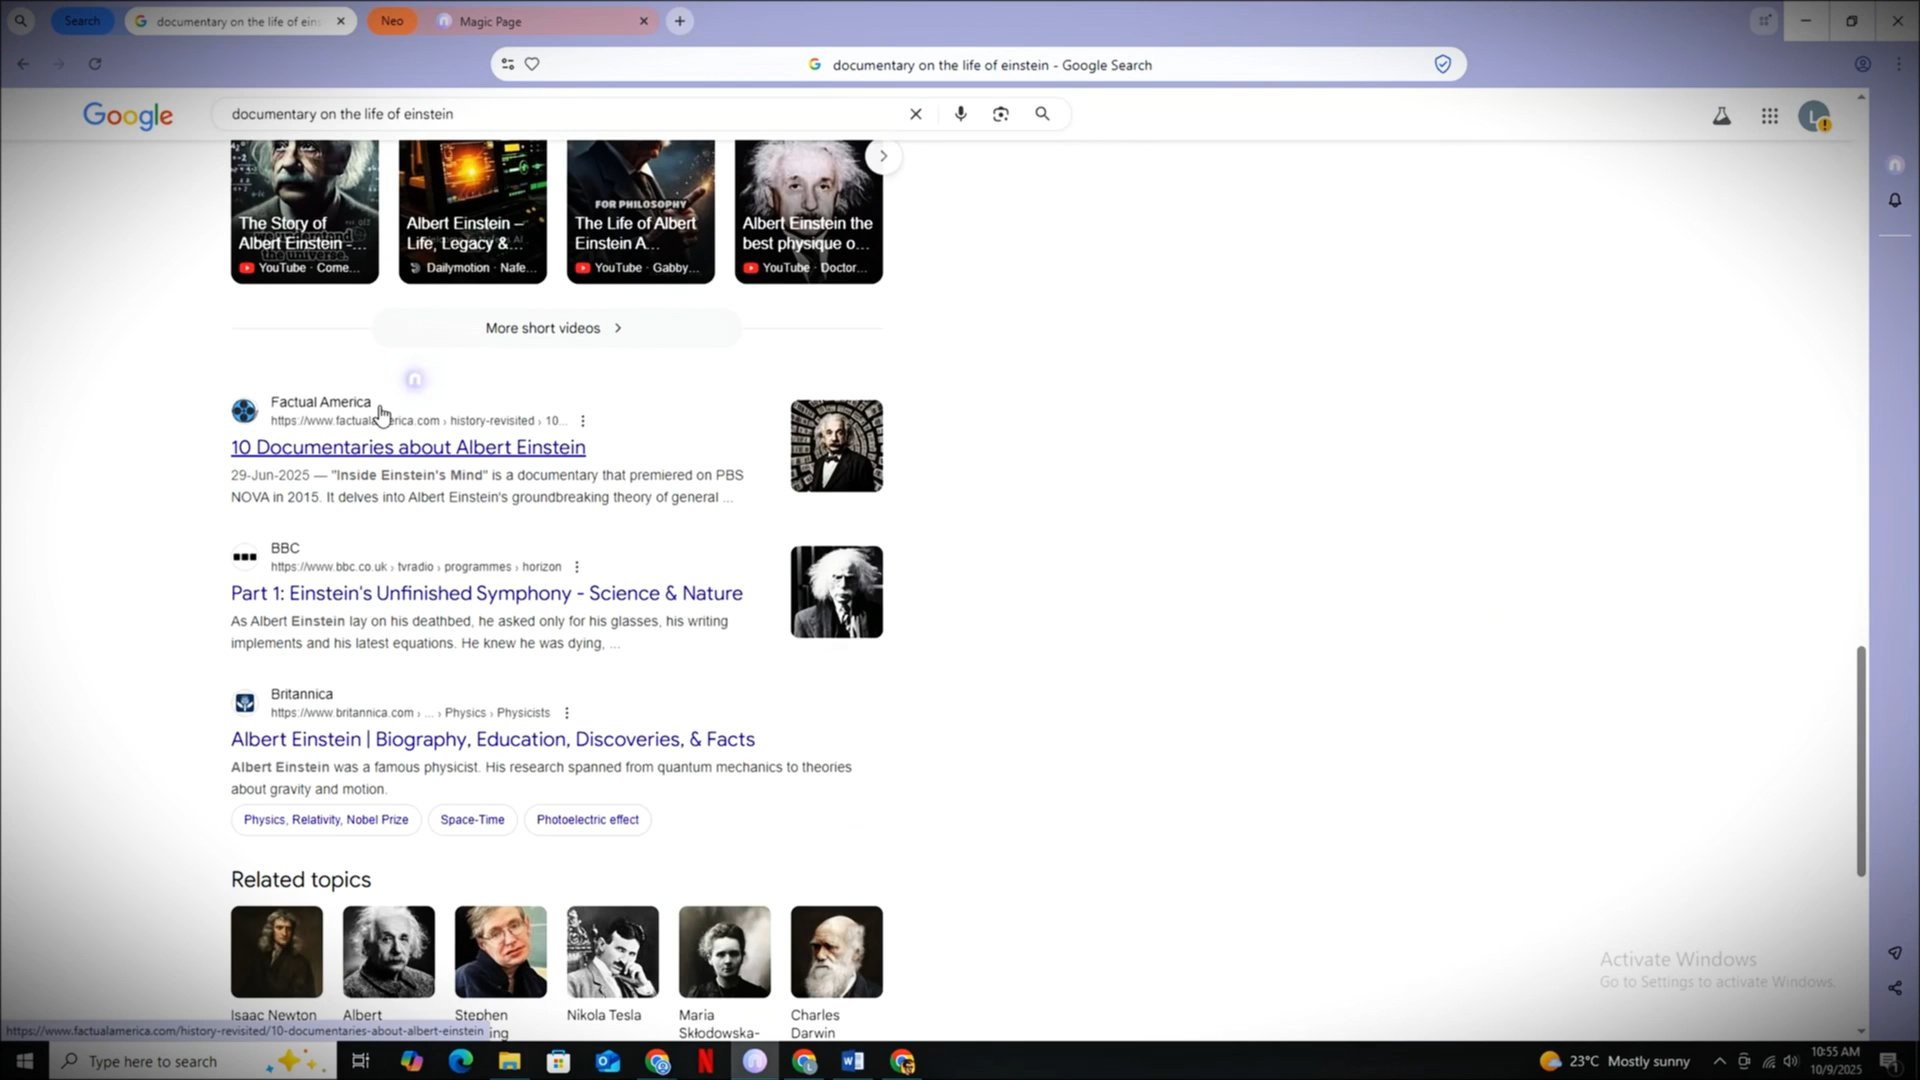 Search
documentary on the life of ein
Neo
Magic Page
documentary on the life of einstein - Google Search
Google
documentary on the life of einstein
L
The Story of
Albert Einstein -...
YouTube · Come...
Albert Einstein –
Life, Legacy &...
Dailymotion · Nafe...
FOR PHILOSOPHY
The Life of Albert
Einstein A...
YouTube · Gabby...
Albert Einstein the
best physique o...
YouTube · Doctor...
More short videos
Factual America
https://www.factualamerica.com › history-revisited › 10...
10 Documentaries about Albert Einstein
29-Jun-2025 — "Inside Einstein's Mind" is a documentary that premiered on PBS
NOVA in 2015. It delves into Albert Einstein's groundbreaking theory of general ...
BBC
https://www.bbc.co.uk › tvradio › programmes › horizon
Part 1: Einstein's Unfinished Symphony - Science & Nature
As Albert Einstein lay on his deathbed, he asked only for his glasses, his writing
implements and his latest equations. He knew he was dying, ...
Britannica
https://www.britannica.com › ... › Physics › Physicists
Albert Einstein | Biography, Education, Discoveries, & Facts
Albert Einstein was a famous physicist. His research spanned from quantum mechanics to theories
about gravity and motion.
Physics, Relativity, Nobel Prize
Space-Time
Photoelectric effect
Related topics
Isaac Newton
Albert
Stephen
ing
Nikola Tesla
Maria
Skłodowska-
Charles
Darwin
Activate Windows
Go to Settings to activate Windows.
https://www.factualamerica.com/history-revisited/10-documentaries-about-albert-einstein
Type here to search
23°C Mostly sunny
10:55 AM
10/9/2025